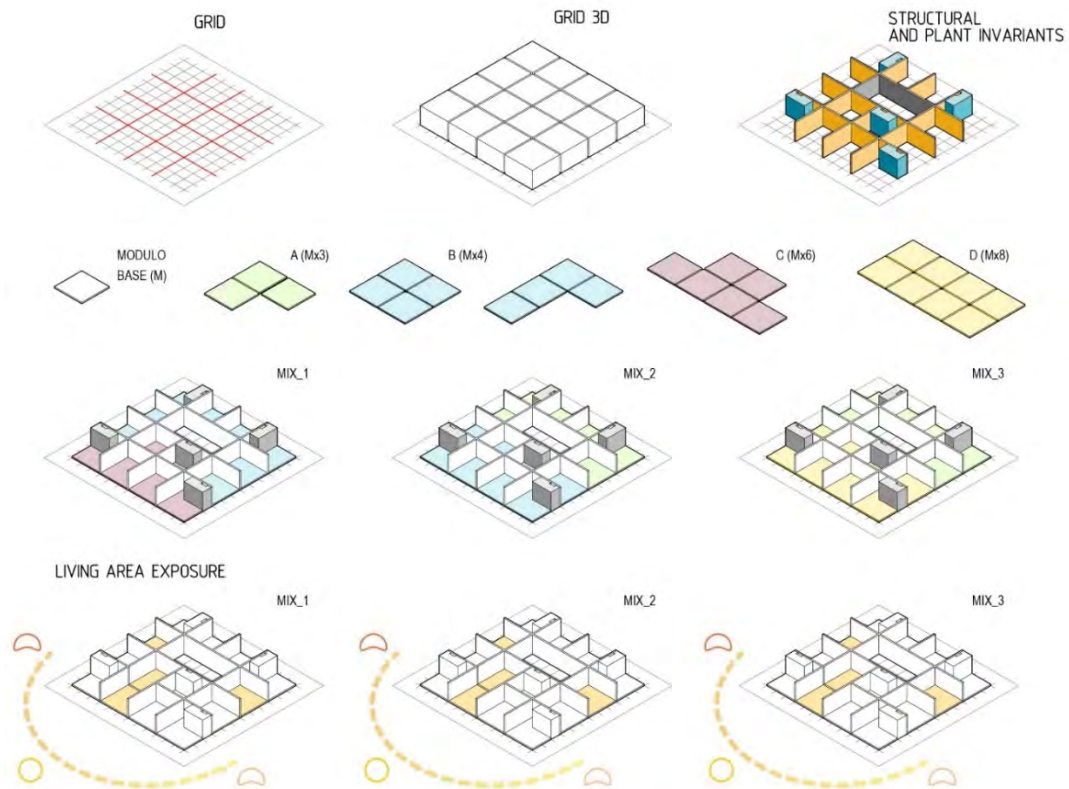 GRID
GRID 3D
STRUCTURAL
AND PLANT INVARIANTS
MODULO
BASE (M)
A (Mx3)
B (Mx4)
C (Mx6)
D (Mx8)
MIX_1
MIX_2
MIX_3
LIVING AREA EXPOSURE
MIX_1
MIX_2
MIX_3